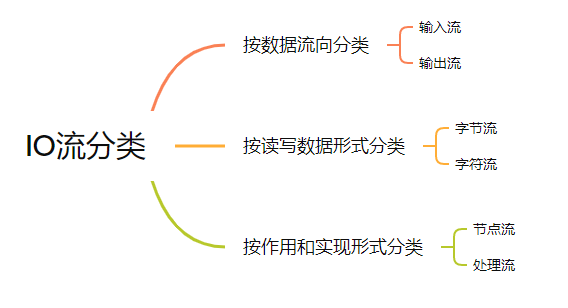 IO流分类
按数据流向分类
输入流
输出流
按读写数据形式分类
字节流
字符流
按作用和实现形式分类
节点流
处理流